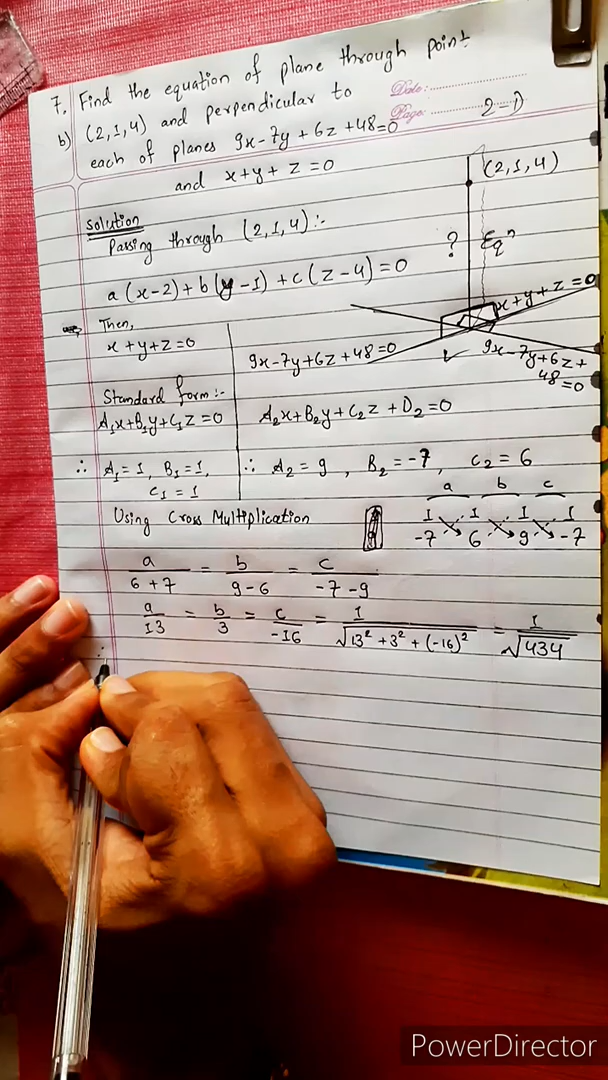 7. Find the equation of plane through point
b) (2,1,4) and perpendicular to
Date:
each of planes 9x-7y+6z+48=0
Page:
2-1)
and x+y+z=0
(2,1,4)
Solution
Passing through (2,1,4):-
? Eqⁿ
a(x-2)+b(y-1)+c(z-4)=0
x+y+z=0
Then,
x+y+z=0
9x-7y+6z+48=0
9x-7y+6z+
48
=0
Standard form:-
A₁x+B₁y+C₁z=0
A₂x+B₂y+C₂z+D₂=0
∴ A₁=1, B₁=1,
C₁=1
∴ A₂=9, B₂=-7, C₂=6
a b c
1 1 1 1
-7 6 9 -7
Using Cross Multiplication
a/(6+7) = b/(9-6) = c/(-7-9)
a/13 = b/3 = c/-16 = 1/√(13²+3²+(-16)²) = 1/√434
∴
PowerDirector